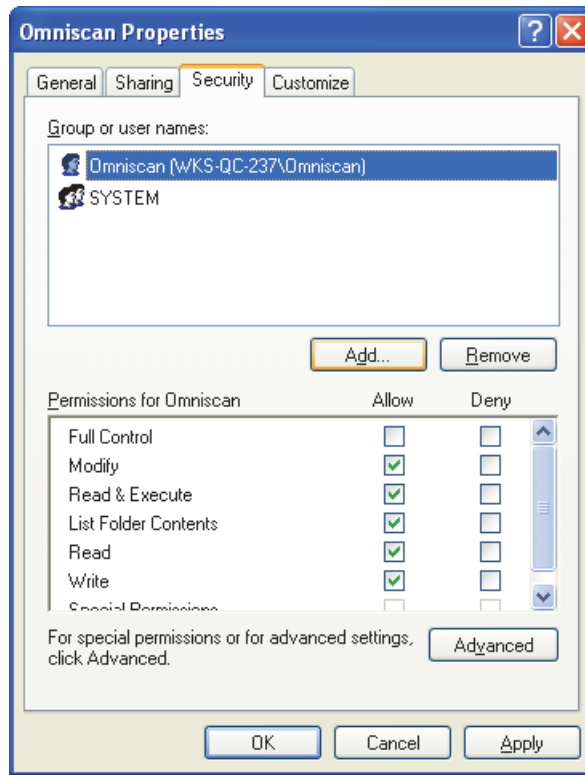 Omniscan Properties
General Sharing Security Customize
Group or user names:
Omniscan (WKS-QC-237\Omniscan)
SYSTEM
Add... Remove
Permissions for Omniscan Allow Deny
Full Control
Modify
Read & Execute
List Folder Contents
Read
Write
Special Permissions
For special permissions or for advanced settings, Advanced
click Advanced.
OK Cancel Apply